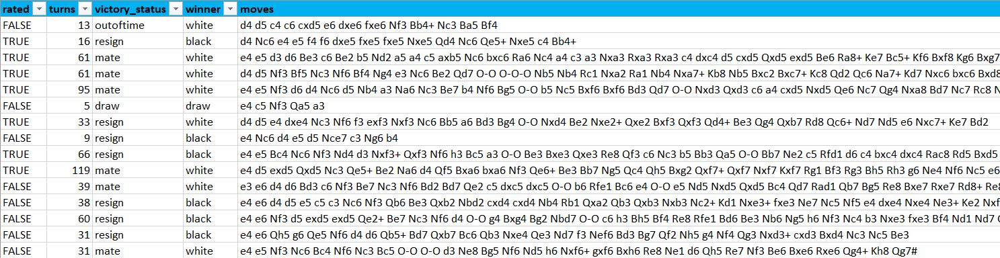 rated turns victory_status winner moves
FALSE 13 outoftime white d4 d5 c4 c6 cxd5 e6 dxe6 fxe6 Nf3 Bb4+ Nc3 Ba5 Bf4
TRUE 16 resign black d4 Nc6 e4 e5 f4 f6 dxe5 fxe5 fxe5 Nxe5 Qd4 Nc6 Qe5+ Nxe5 c4 Bb4+
TRUE 61 mate white e4 e5 d3 d6 Be3 c6 Be2 b5 Nd2 a5 a4 c5 axb5 Nc6 bxc6 Ra6 Nc4 a4 c3 a3 Nxa3 Rxa3 Rxa3 c4 dxc4 d5 cxd5 Qxd5 exd5 Be6 Ra8+ Ke7 Bc5+ Kf6 Bxf8 Kg6 Bxg7
TRUE 61 mate white d4 d5 Nf3 Bf5 Nc3 Nf6 Bf4 Ng4 e3 Nc6 Be2 Qd7 O-O O-O-O Nb5 Nb4 Rc1 Nxa2 Ra1 Nb4 Nxa7+ Kb8 Nb5 Bxc2 Bxc7+ Kc8 Qd2 Qc6 Na7+ Kd7 Nxc6 bxc6 Bxd8
TRUE 95 mate white e4 e5 Nf3 d6 d4 Nc6 d5 Nb4 a3 Na6 Nc3 Be7 b4 Nf6 Bg5 O-O b5 Nc5 Bxf6 Bxf6 Bd3 Qd7 O-O Nxd3 Qxd3 c6 a4 cxd5 Nxd5 Qe6 Nc7 Qg4 Nxa8 Bd7 Nc7 Rc8 N
FALSE 5 draw draw e4 c5 Nf3 Qa5 a3
TRUE 33 resign white d4 d5 e4 dxe4 Nc3 Nf6 f3 exf3 Nxf3 Nc6 Bb5 a6 Bd3 Bg4 O-O Nxd4 Be2 Nxe2+ Qxe2 Bxf3 Qxf3 Qd4+ Be3 Qg4 Qxb7 Rd8 Qc6+ Nd7 Nd5 e6 Nxc7+ Ke7 Bd2
FALSE 9 resign black e4 Nc6 d4 e5 d5 Nce7 c3 Ng6 b4
TRUE 66 resign black e4 e5 Bc4 Nc6 Nf3 Nd4 d3 Nxf3+ Qxf3 Nf6 h3 Bc5 a3 O-O Be3 Bxe3 Qxe3 Re8 Qf3 c6 Nc3 b5 Bb3 Qa5 O-O Bb7 Ne2 c5 Rfd1 d6 c4 bxc4 dxc4 Rac8 Rd5 Bxd5
TRUE 119 mate white e4 d5 exd5 Qxd5 Nc3 Qe5+ Be2 Na6 d4 Qf5 Bxa6 bxa6 Nf3 Qe6+ Be3 Bb7 Ng5 Qc4 Qh5 Bxg2 Qxf7+ Qxf7 Nxf7 Kxf7 Rg1 Bf3 Rg3 Bh5 Rh3 g6 Ne4 Nf6 Nc5 e6
FALSE 39 mate white e3 e6 d4 d6 Bd3 c6 Nf3 Be7 Nc3 Nf6 Bd2 Bd7 Qe2 c5 dxc5 dxc5 O-O b6 Rfe1 Bc6 e4 O-O e5 Nd5 Nxd5 Qxd5 Bc4 Qd7 Rad1 Qb7 Bg5 Re8 Bxe7 Rxe7 Rd8+ Re8
FALSE 38 resign black e4 e6 d4 d5 e5 c5 c3 Nc6 Nf3 Qb6 Be3 Qxb2 Nbd2 cxd4 cxd4 Nb4 Rb1 Qxa2 Qb3 Qxb3 Nxb3 Nc2+ Kd1 Nxe3+ fxe3 Ne7 Nc5 Nf5 e4 dxe4 Nxe4 Ne3+ Ke2 Nxf
FALSE 60 resign black e4 e6 Nf3 d5 exd5 exd5 Qe2+ Be7 Nc3 Nf6 d4 O-O g4 Bxg4 Bg2 Nbd7 O-O c6 h3 Bh5 Bf4 Re8 Rfe1 Bd6 Be3 Nb6 Ng5 h6 Nf3 Nc4 b3 Nxe3 fxe3 Bf4 Nd1 Nd7
FALSE 31 resign black e4 e6 Qh5 g6 Qe5 Nf6 d4 d6 Qb5+ Bd7 Qxb7 Bc6 Qb3 Nxe4 Qe3 Nd7 f3 Nef6 Bd3 Bg7 Qf2 Nh5 g4 Nf4 Qg3 Nxd3+ cxd3 Bxd4 Nc3 Nc5 Be3
FALSE 31 mate white e4 e5 Nf3 Nc6 Bc4 Nf6 Nc3 Bc5 O-O O-O d3 Ne8 Bg5 Nf6 Nd5 h6 Nxf6+ gxf6 Bxh6 Re8 Ne1 d6 Qh5 Re7 Nf3 Be6 Bxe6 Rxe6 Qg4+ Kh8 Qg7#